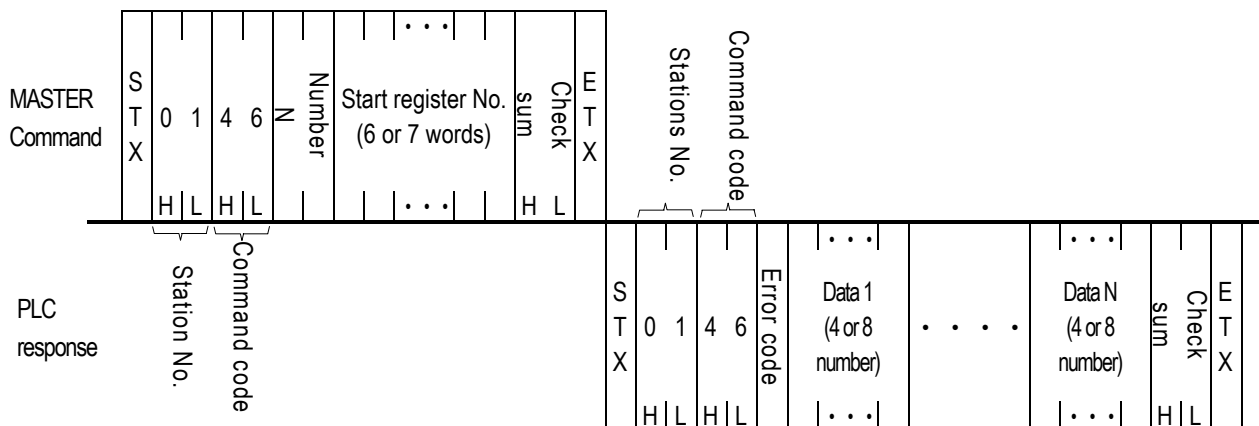 MASTER
Command
S
T
X
0 1
4 6
N
Number
• • •
Start register No.
(6 or 7 words)
• • •
Check
sum
E
T
X
H L H L
H L
Station No.
Command code
Stations No.
Command code
PLC
response
S
T
X
0 1
4 6
Error code
• • •
Data 1
(4 or 8
number)
• • •
• • • •
• • •
Data N
(4 or 8
number)
• • •
Check
sum
E
T
X
H L H L
H L